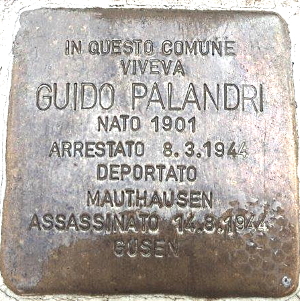 IN QUESTO COMUNE
VIVEVA
GUIDO PALANDRI
NATO 1901
ARRESTATO 8.3.1944
DEPORTATO
MAUTHAUSEN
ASSASSINATO 14.8.1944
GUSEN